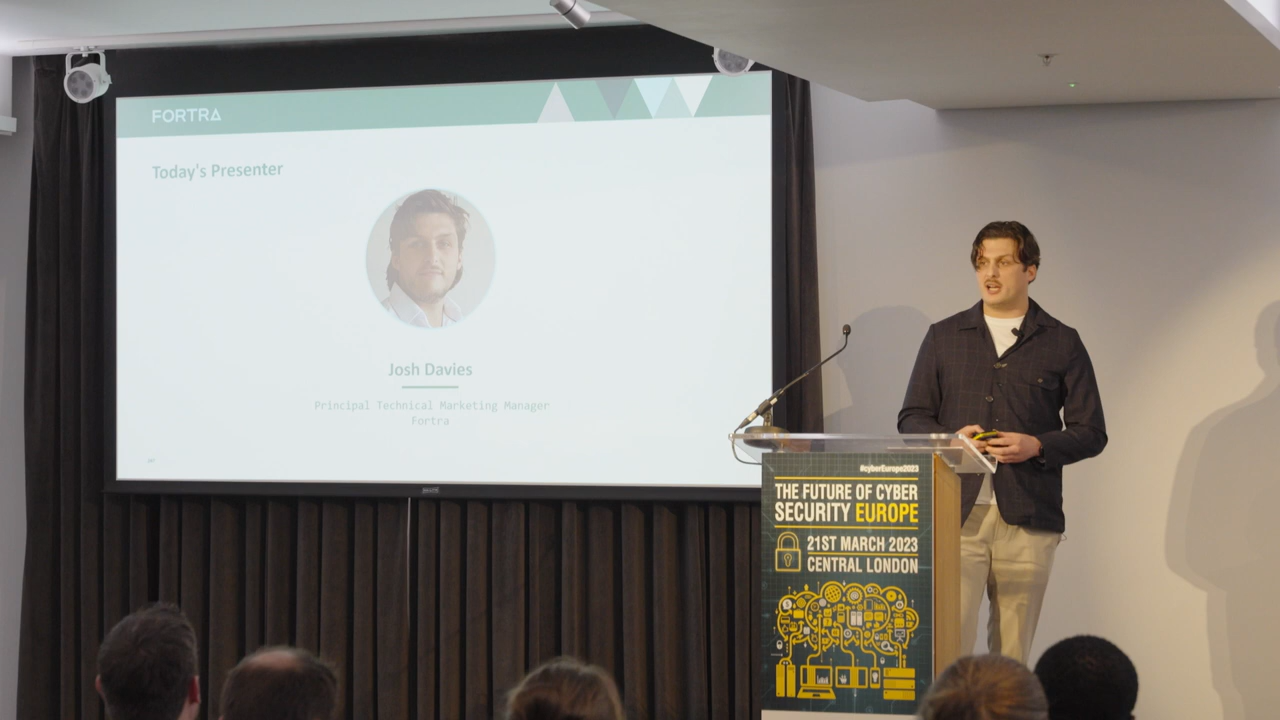 FORTRA
Today's Presenter
Josh Davies
Principal Technical Marketing Manager
Fortra
#cyberEurope2023
THE FUTURE OF CYBER
SECURITY EUROPE
21ST MARCH 2023
CENTRAL LONDON